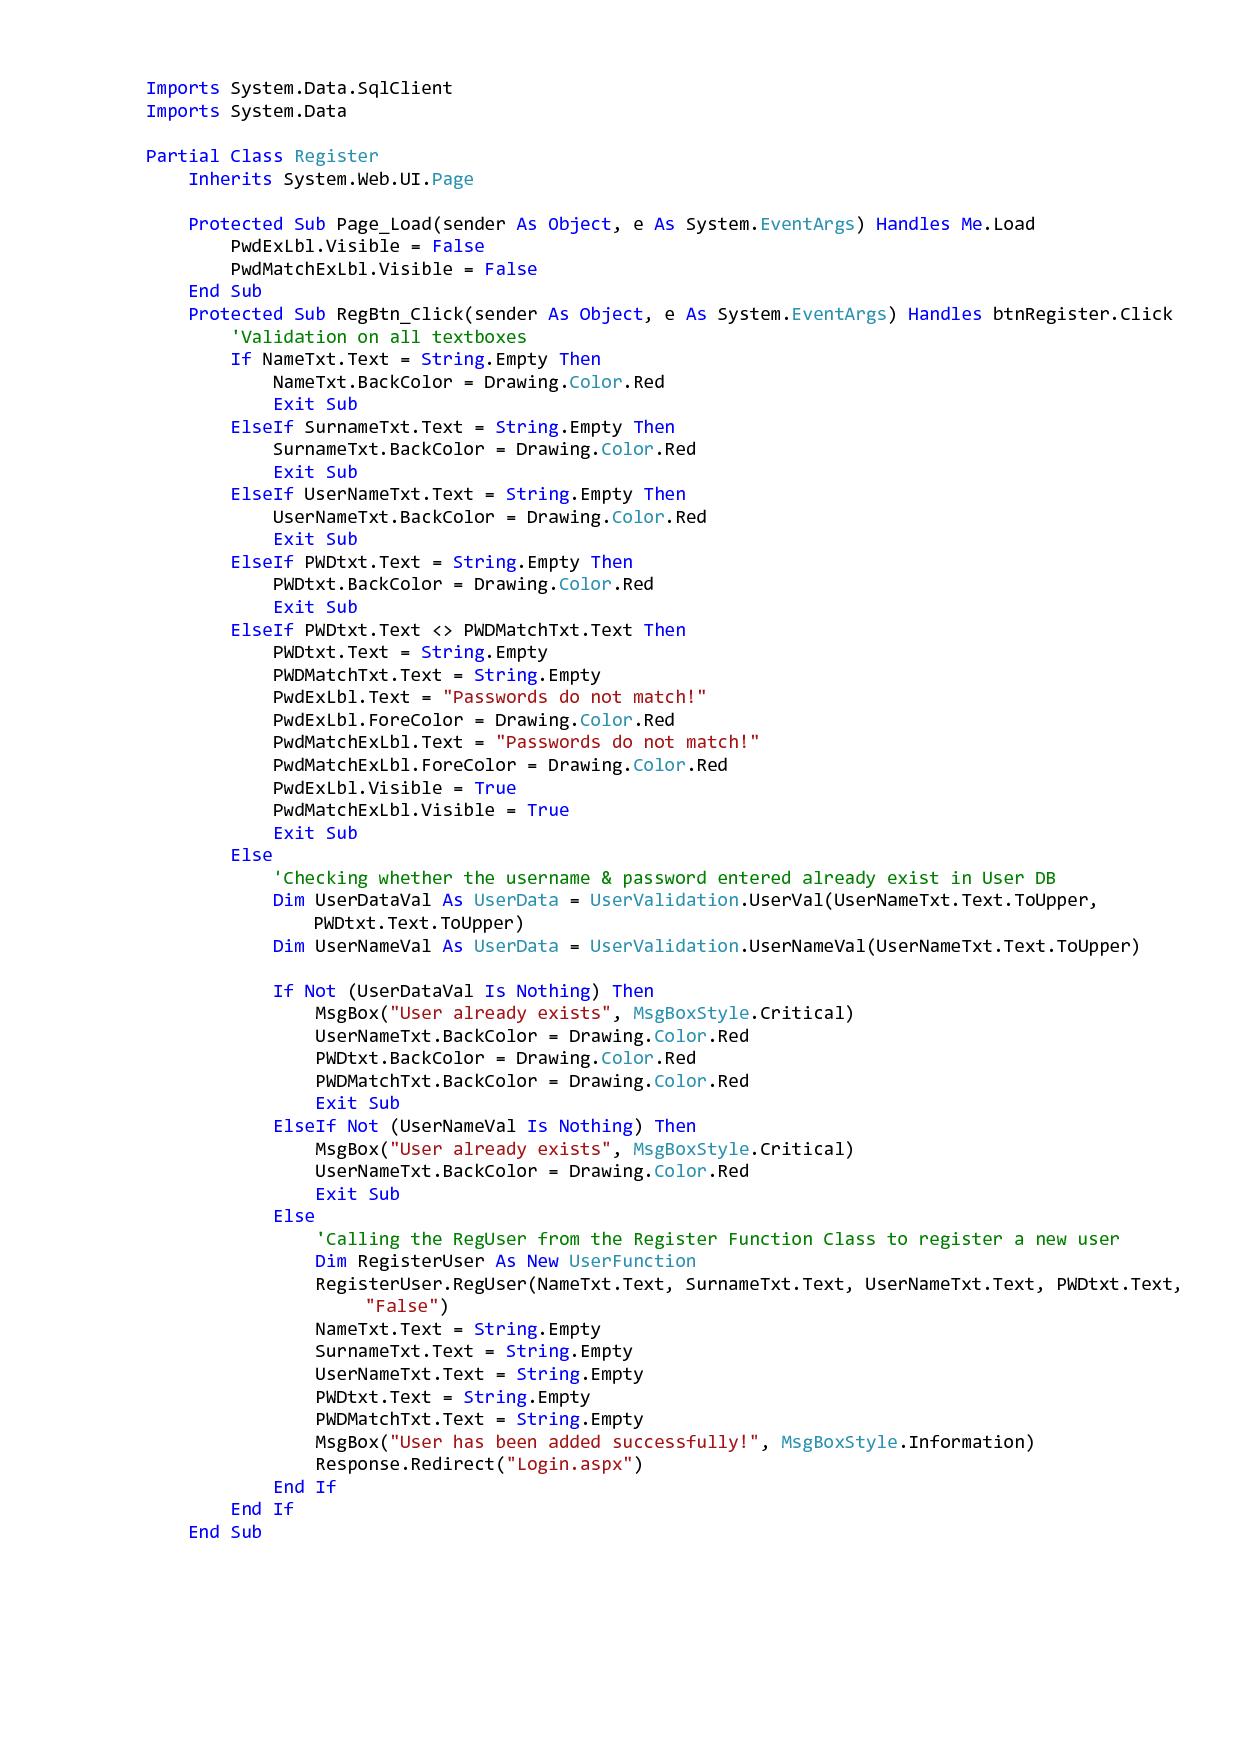 Imports System.Data.SqlClient
Imports System.Data

Partial Class Register
    Inherits System.Web.UI.Page

    Protected Sub Page_Load(sender As Object, e As System.EventArgs) Handles Me.Load
        PwdExLbl.Visible = False
        PwdMatchExLbl.Visible = False
    End Sub
    Protected Sub RegBtn_Click(sender As Object, e As System.EventArgs) Handles btnRegister.Click
        'Validation on all textboxes
        If NameTxt.Text = String.Empty Then
            NameTxt.BackColor = Drawing.Color.Red
            Exit Sub
        ElseIf SurnameTxt.Text = String.Empty Then
            SurnameTxt.BackColor = Drawing.Color.Red
            Exit Sub
        ElseIf UserNameTxt.Text = String.Empty Then
            UserNameTxt.BackColor = Drawing.Color.Red
            Exit Sub
        ElseIf PWDtxt.Text = String.Empty Then
            PWDtxt.BackColor = Drawing.Color.Red
            Exit Sub
        ElseIf PWDtxt.Text <> PWDMatchTxt.Text Then
            PWDtxt.Text = String.Empty
            PWDMatchTxt.Text = String.Empty
            PwdExLbl.Text = "Passwords do not match!"
            PwdExLbl.ForeColor = Drawing.Color.Red
            PwdMatchExLbl.Text = "Passwords do not match!"
            PwdMatchExLbl.ForeColor = Drawing.Color.Red
            PwdExLbl.Visible = True
            PwdMatchExLbl.Visible = True
            Exit Sub
        Else
            'Checking whether the username & password entered already exist in User DB
            Dim UserDataVal As UserData = UserValidation.UserVal(UserNameTxt.Text.ToUpper,
                PWDtxt.Text.ToUpper)
            Dim UserNameVal As UserData = UserValidation.UserNameVal(UserNameTxt.Text.ToUpper)

            If Not (UserDataVal Is Nothing) Then
                MsgBox("User already exists", MsgBoxStyle.Critical)
                UserNameTxt.BackColor = Drawing.Color.Red
                PWDtxt.BackColor = Drawing.Color.Red
                PWDMatchTxt.BackColor = Drawing.Color.Red
                Exit Sub
            ElseIf Not (UserNameVal Is Nothing) Then
                MsgBox("User already exists", MsgBoxStyle.Critical)
                UserNameTxt.BackColor = Drawing.Color.Red
                Exit Sub
            Else
                'Calling the RegUser from the Register Function Class to register a new user
                Dim RegisterUser As New UserFunction
                RegisterUser.RegUser(NameTxt.Text, SurnameTxt.Text, UserNameTxt.Text, PWDtxt.Text,
                     "False")
                NameTxt.Text = String.Empty
                SurnameTxt.Text = String.Empty
                UserNameTxt.Text = String.Empty
                PWDtxt.Text = String.Empty
                PWDMatchTxt.Text = String.Empty
                MsgBox("User has been added successfully!", MsgBoxStyle.Information)
                Response.Redirect("Login.aspx")
            End If
        End If
    End Sub